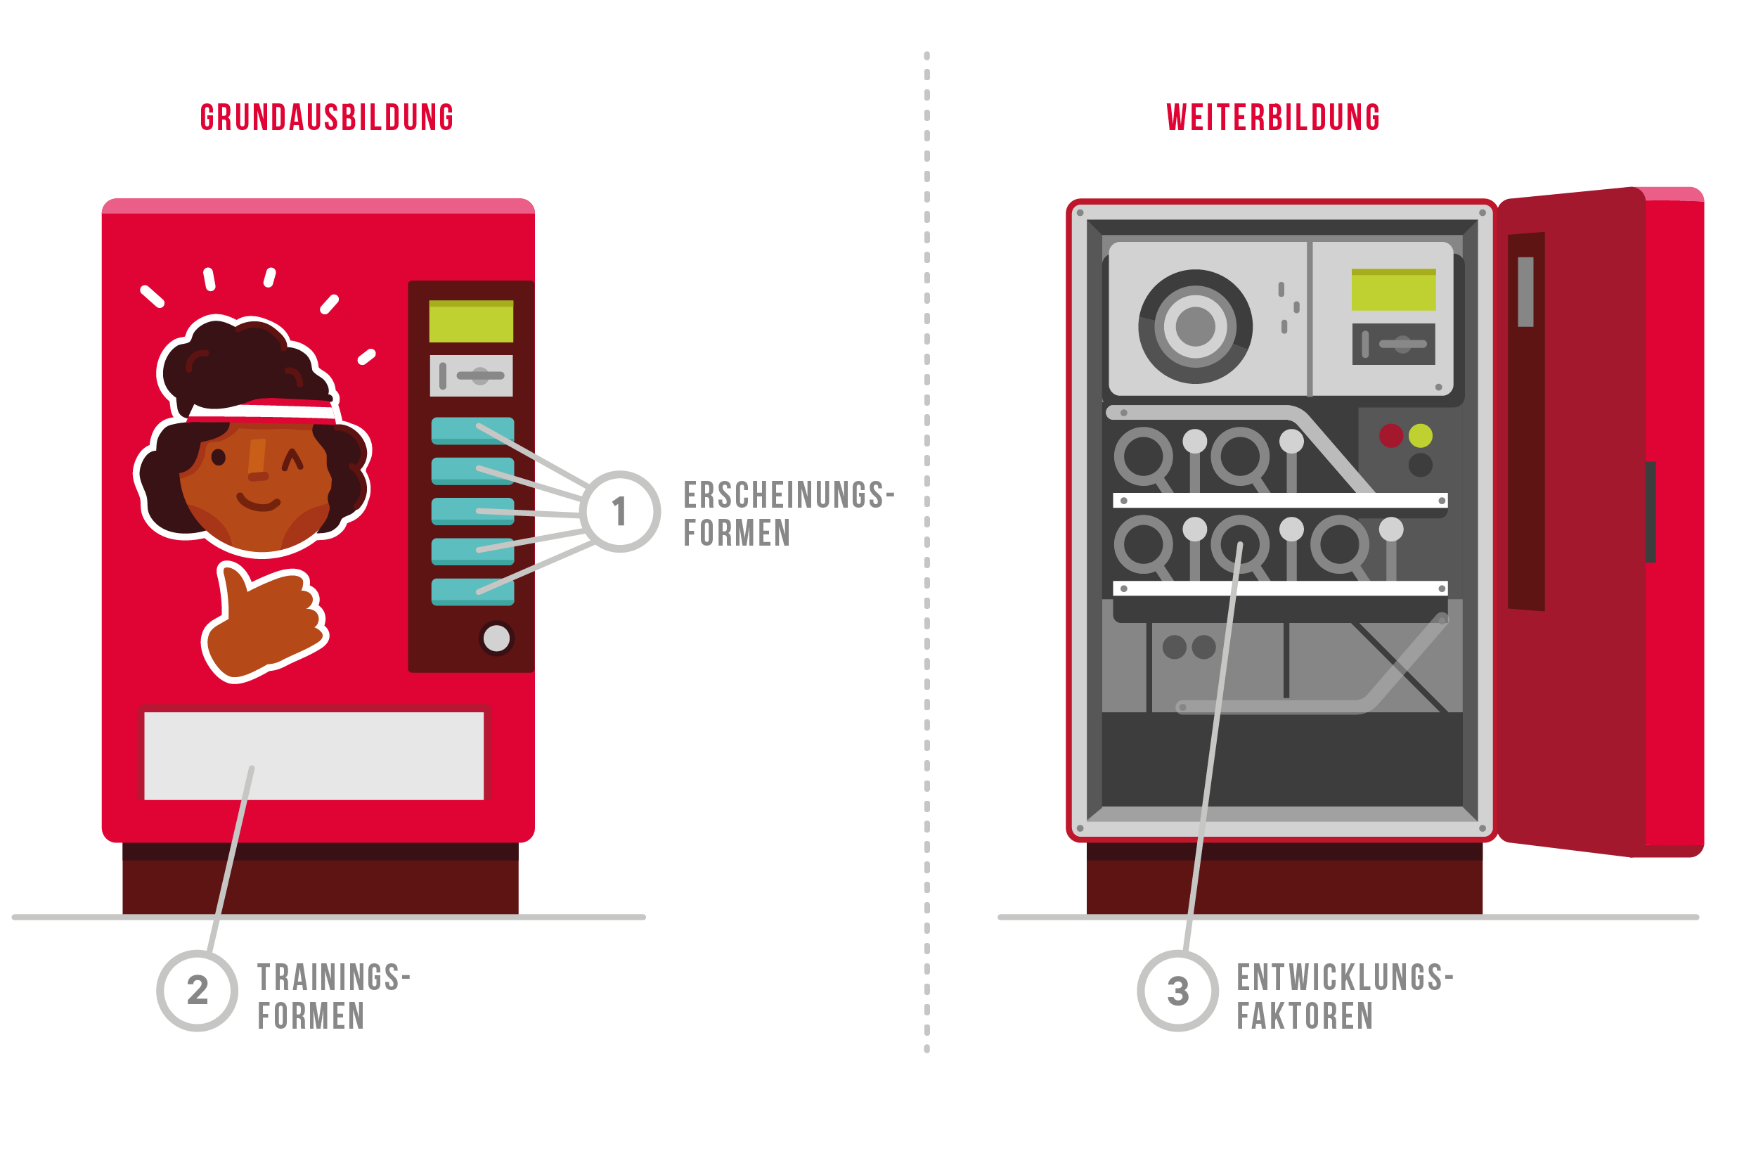 GRUNDAUSBILDUNG
WEITERBILDUNG
1
ERSCHEINUNGS-
FORMEN
2
TRAININGS-
FORMEN
3
ENTWICKLUNGS-
FAKTOREN